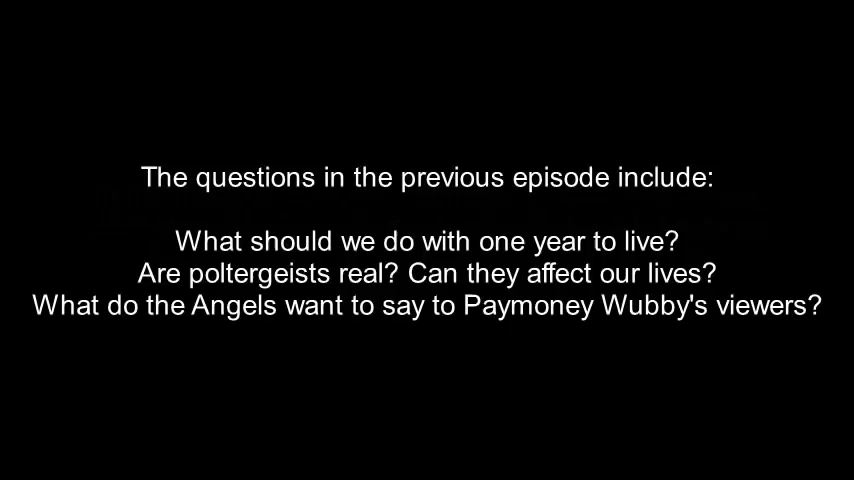 The questions in the previous episode include:
What should we do with one year to live?
Are poltergeists real? Can they affect our lives?
What do the Angels want to say to Paymoney Wubby's viewers?